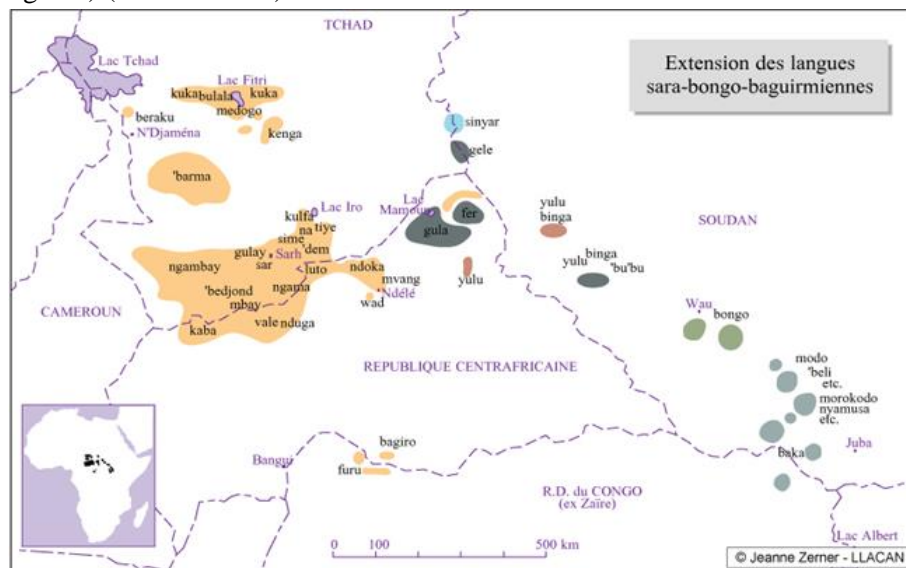 TCHAD
Lac Tchad
Extension des langues
sara-bongo-baguirmiennes
Lac Fitri
kuka
bulala
kuka
medogo
beraku
N'Djaména
kenga
sinyar
gele
'barma
Lac Iro
kulfa
na
tiye
sime
'dem
gulay
Sarh
sar
luto
ngambay
ngama
'bedjond
mbay
kaba
vale
nduga
ndoka
mvang
Ndélé
wad
Lac
Mamoun
fer
gula
yulu
yulu
binga
SOUDAN
binga
yulu
'bu'bu
CAMEROUN
Wau
bongo
REPUBLIQUE CENTRAFRICAINE
modo
'beli
etc.
morokodo
nyamusa
etc.
Juba
Baka
Bangui
bagiro
furu
R.D. du CONGO
(ex Zaïre)
0 100 500 km
Lac Albert
© Jeanne Zerner - LLACAN